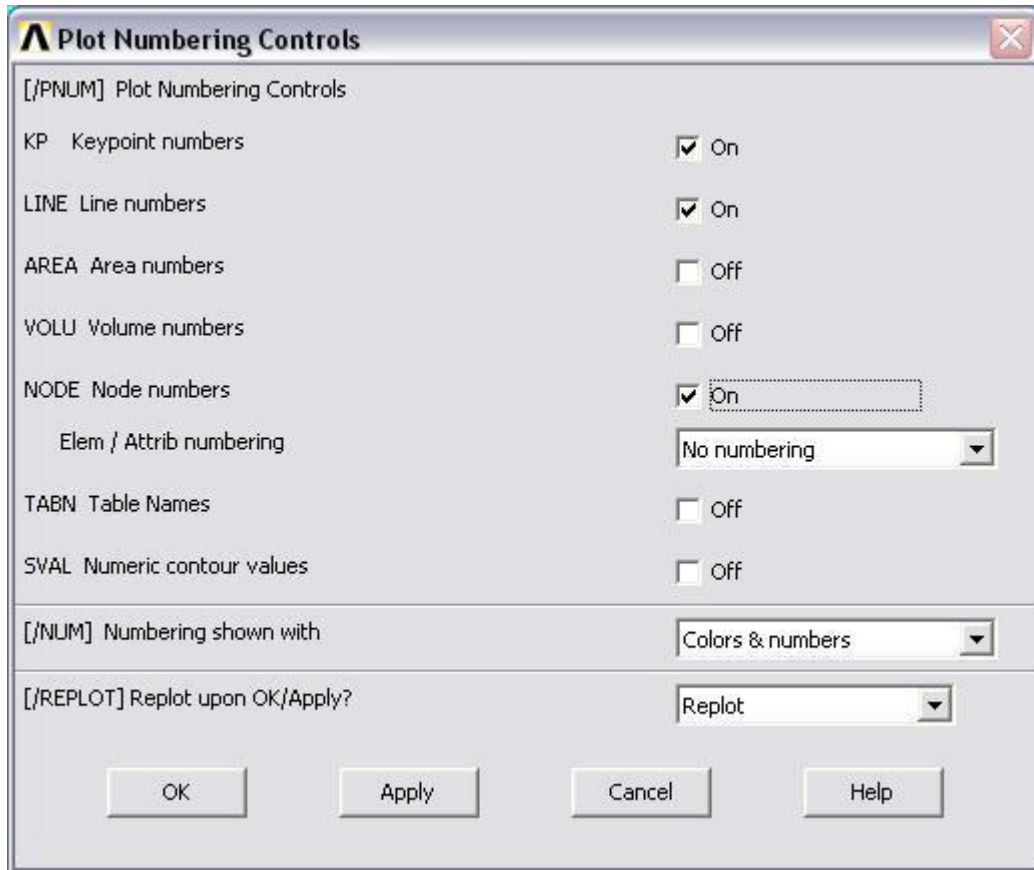 Plot Numbering Controls
[/PNUM] Plot Numbering Controls
KP Keypoint numbers On
LINE Line numbers On
AREA Area numbers Off
VOLU Volume numbers Off
NODE Node numbers On
Elem / Attrib numbering No numbering
TABN Table Names Off
SVAL Numeric contour values Off
[/NUM] Numbering shown with Colors & numbers
[/REPLOT] Replot upon OK/Apply? Replot
OK Apply Cancel Help